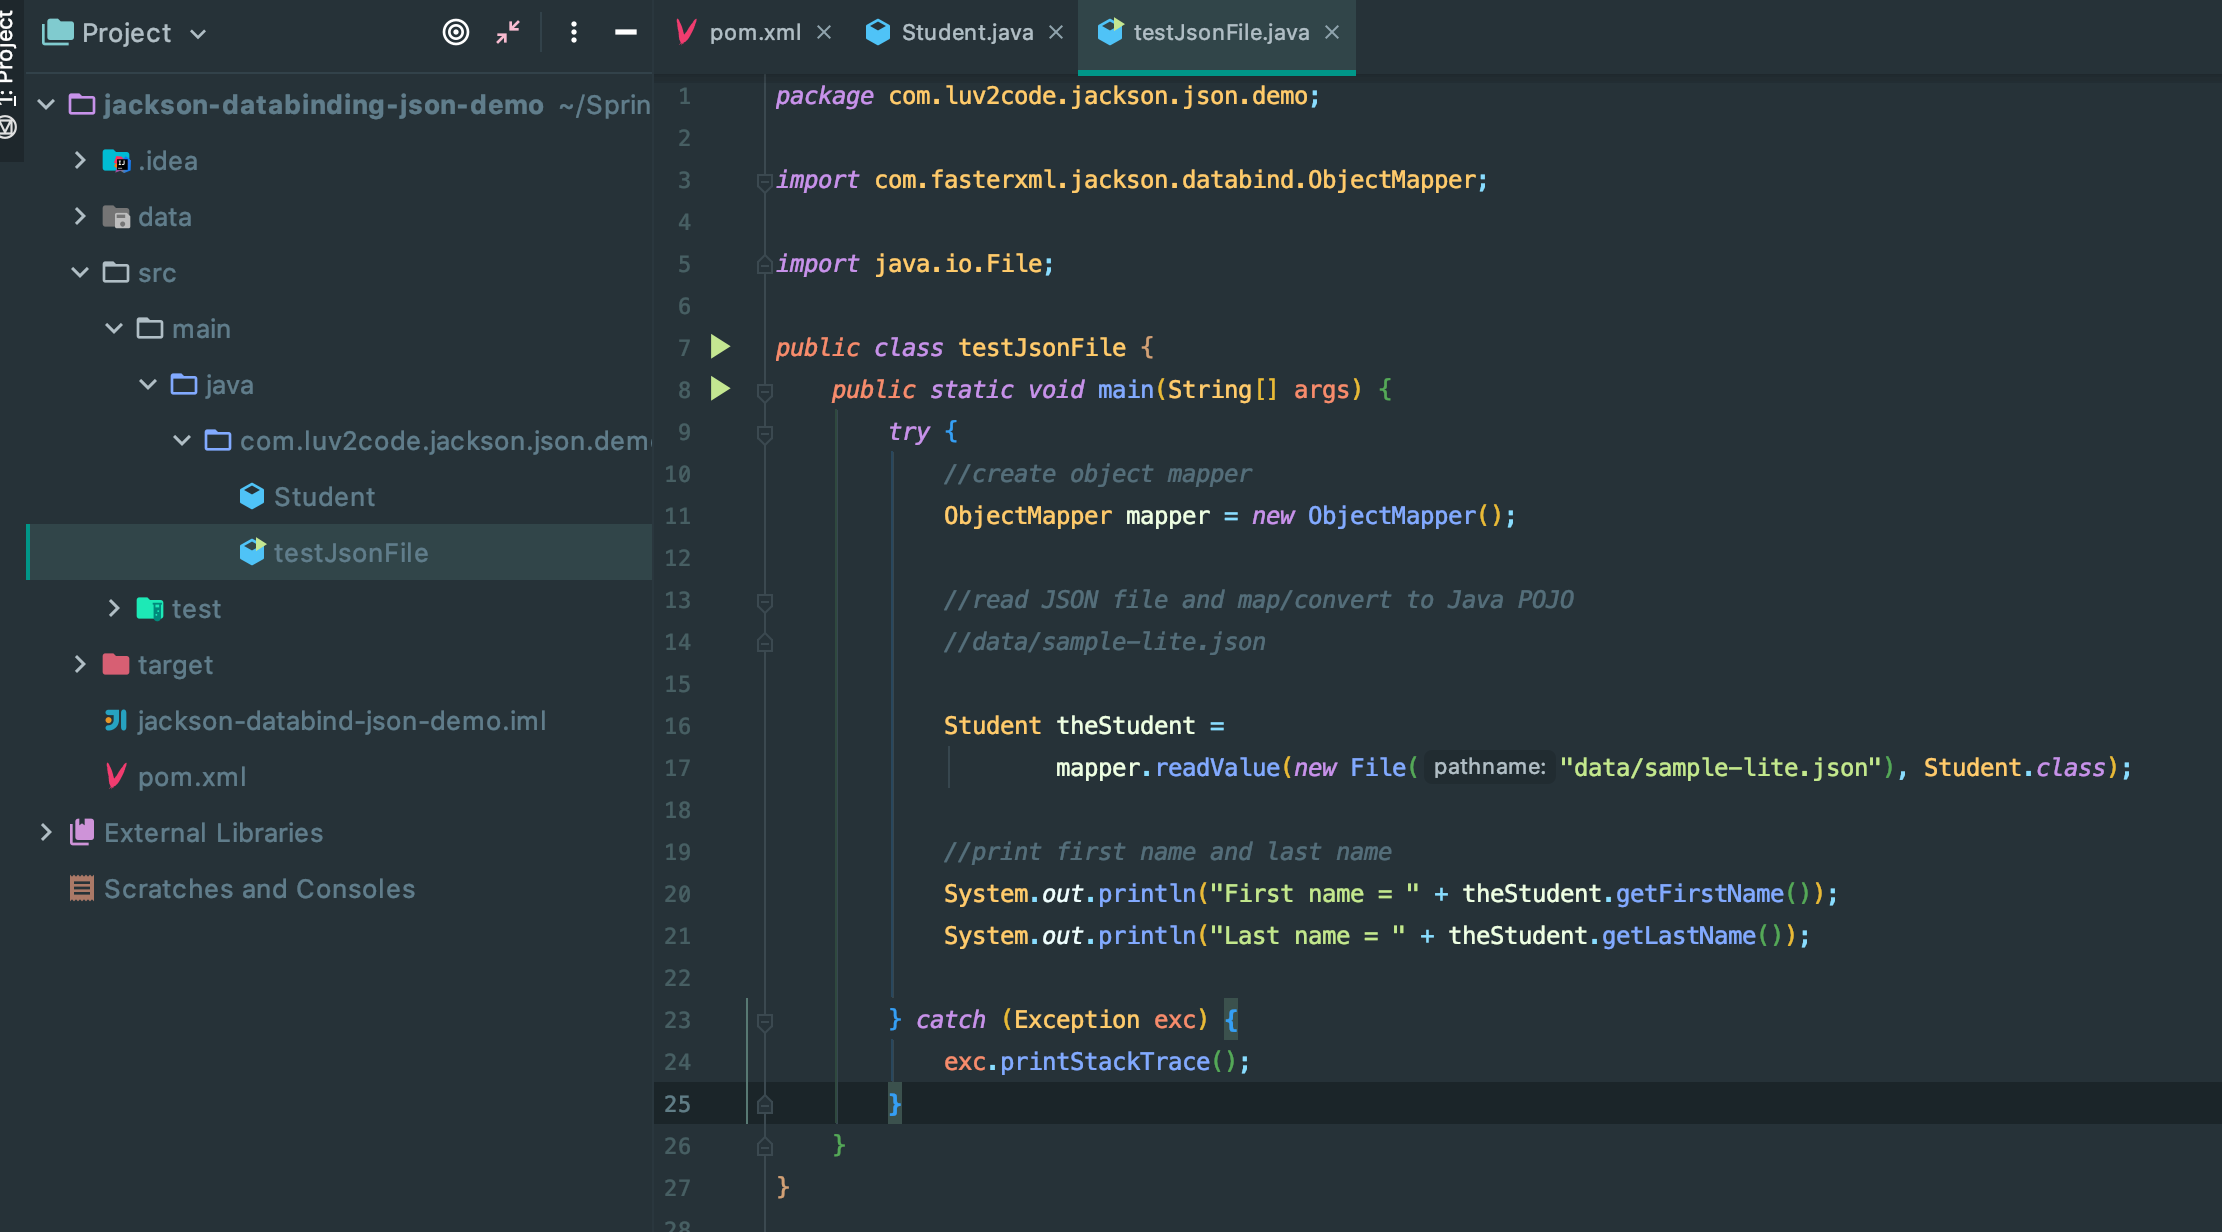 1: Project
Project
jackson-databinding-json-demo ~/Sprin
.idea
data
src
main
java
com.luv2code.jackson.json.dem
Student
testJsonFile
test
target
jackson-databind-json-demo.iml
pom.xml
External Libraries
Scratches and Consoles
pom.xml Student.java testJsonFile.java
1 package com.luv2code.jackson.json.demo;
2
3 import com.fasterxml.jackson.databind.ObjectMapper;
4
5 import java.io.File;
6
7 public class testJsonFile {
8 public static void main(String[] args) {
9 try {
10 //create object mapper
11 ObjectMapper mapper = new ObjectMapper();
12
13 //read JSON file and map/convert to Java POJO
14 //data/sample-lite.json
15
16 Student theStudent =
17 mapper.readValue(new File( pathname: "data/sample-lite.json"), Student.class);
18
19 //print first name and last name
20 System.out.println("First name = " + theStudent.getFirstName());
21 System.out.println("Last name = " + theStudent.getLastName());
22
23 } catch (Exception exc) {
24 exc.printStackTrace();
25 }
26 }
27 }
28